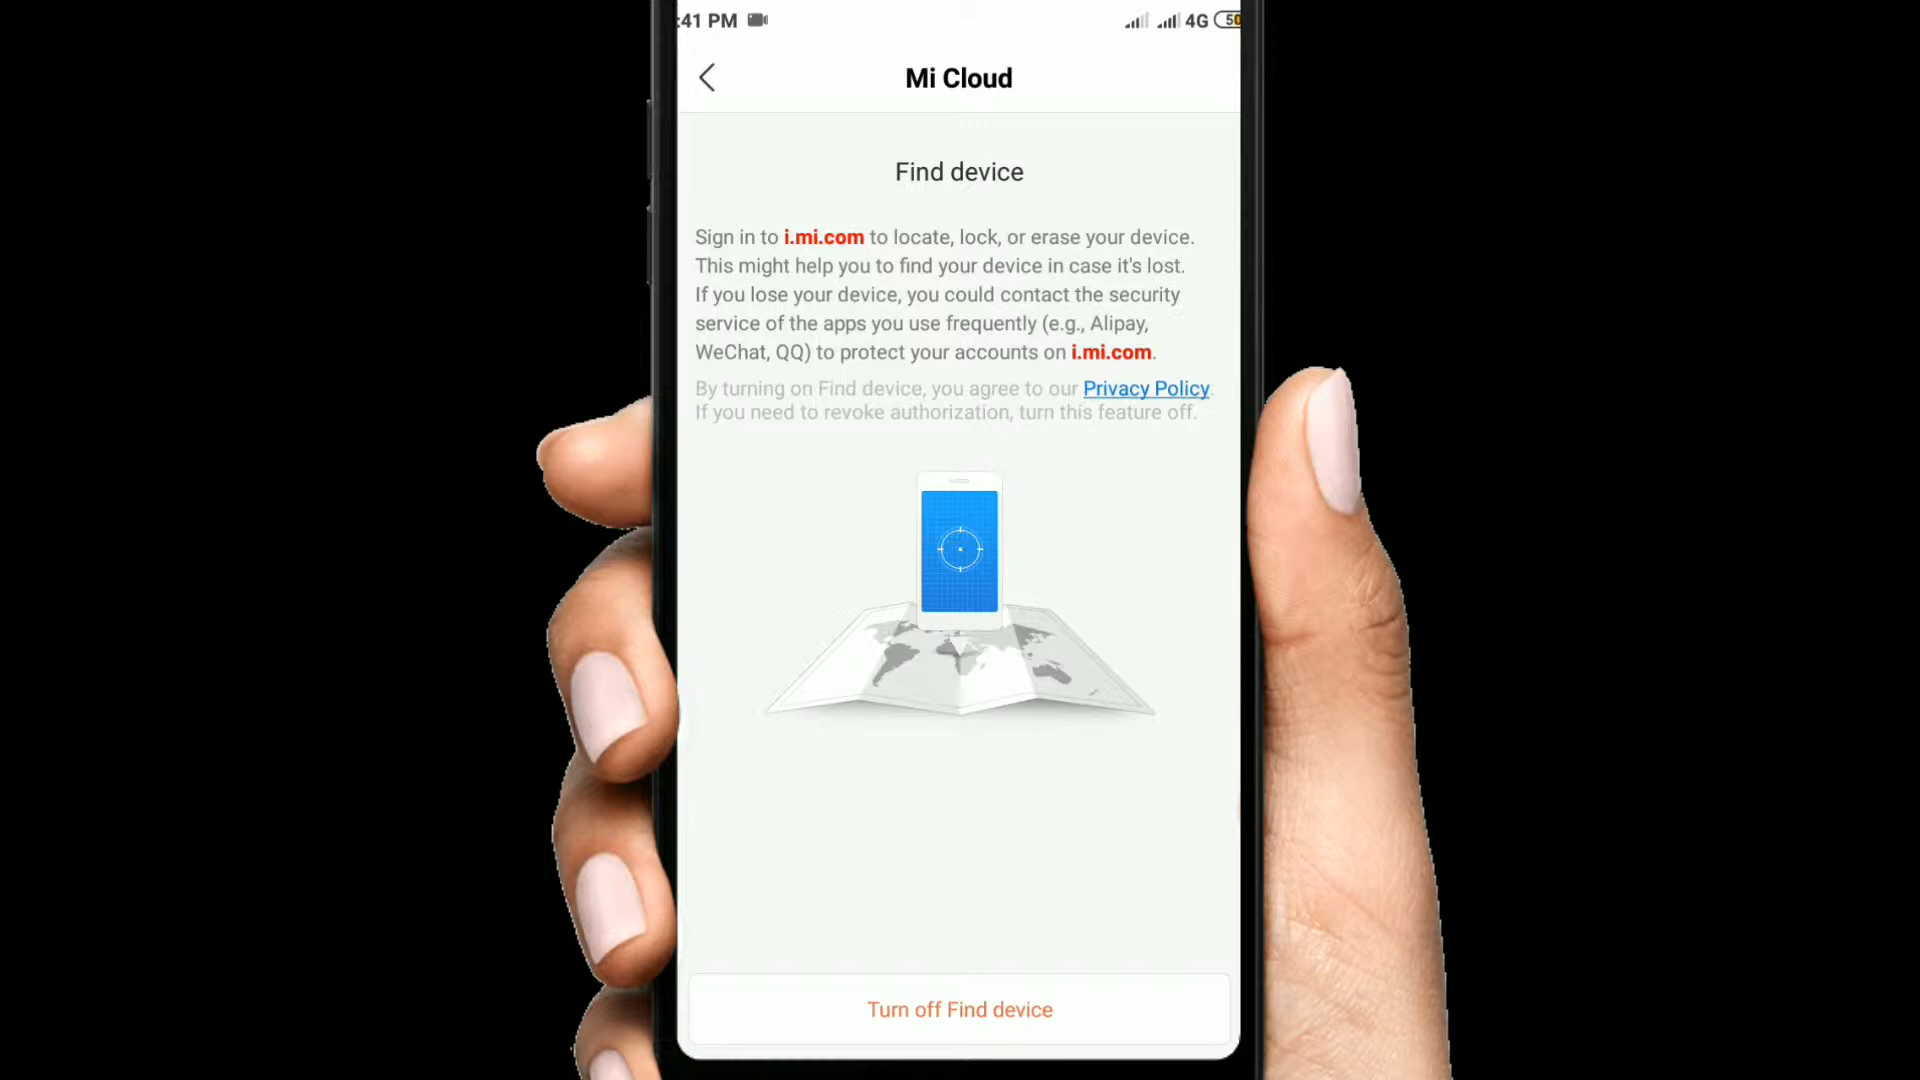 :41 PM
4G 50
Mi Cloud
Find device
Sign in to i.mi.com to locate, lock, or erase your device.
This might help you to find your device in case it's lost.
If you lose your device, you could contact the security
service of the apps you use frequently (e.g., Alipay,
WeChat, QQ) to protect your accounts on i.mi.com.
By turning on Find device, you agree to our Privacy Policy.
If you need to revoke authorization, turn this feature off.
Turn off Find device